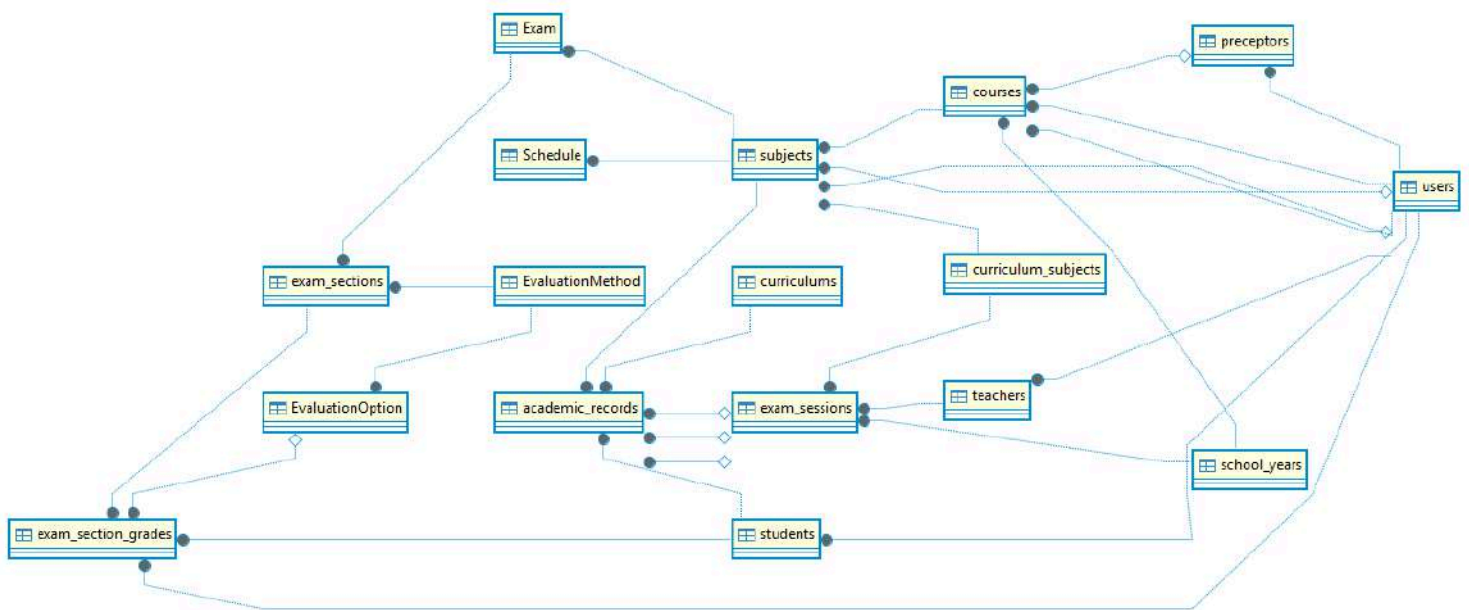 Exam
preceptors
courses
Schedule
subjects
users
exam_sections
EvaluationMethod
curriculums
curriculum_subjects
EvaluationOption
academic_records
exam_sessions
teachers
school_years
exam_section_grades
students